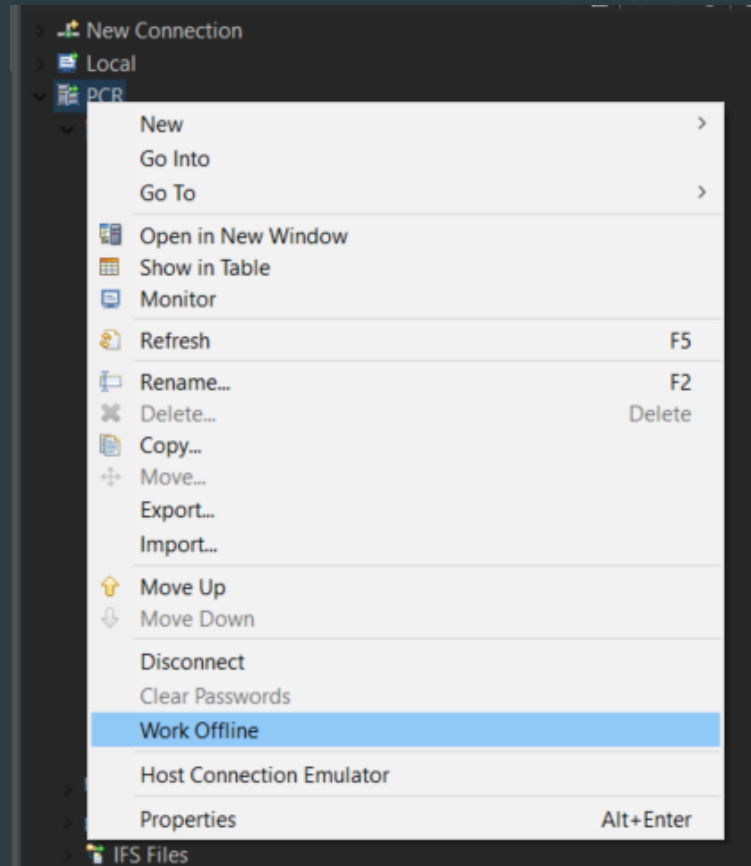 New Connection
Local
PCR
New
Go Into
Go To
Open in New Window
Show in Table
Monitor
Refresh F5
Rename... F2
Delete... Delete
Copy...
Move...
Export...
Import...
Move Up
Move Down
Disconnect
Clear Passwords
Work Offline
Host Connection Emulator
Properties Alt+Enter
IFS Files